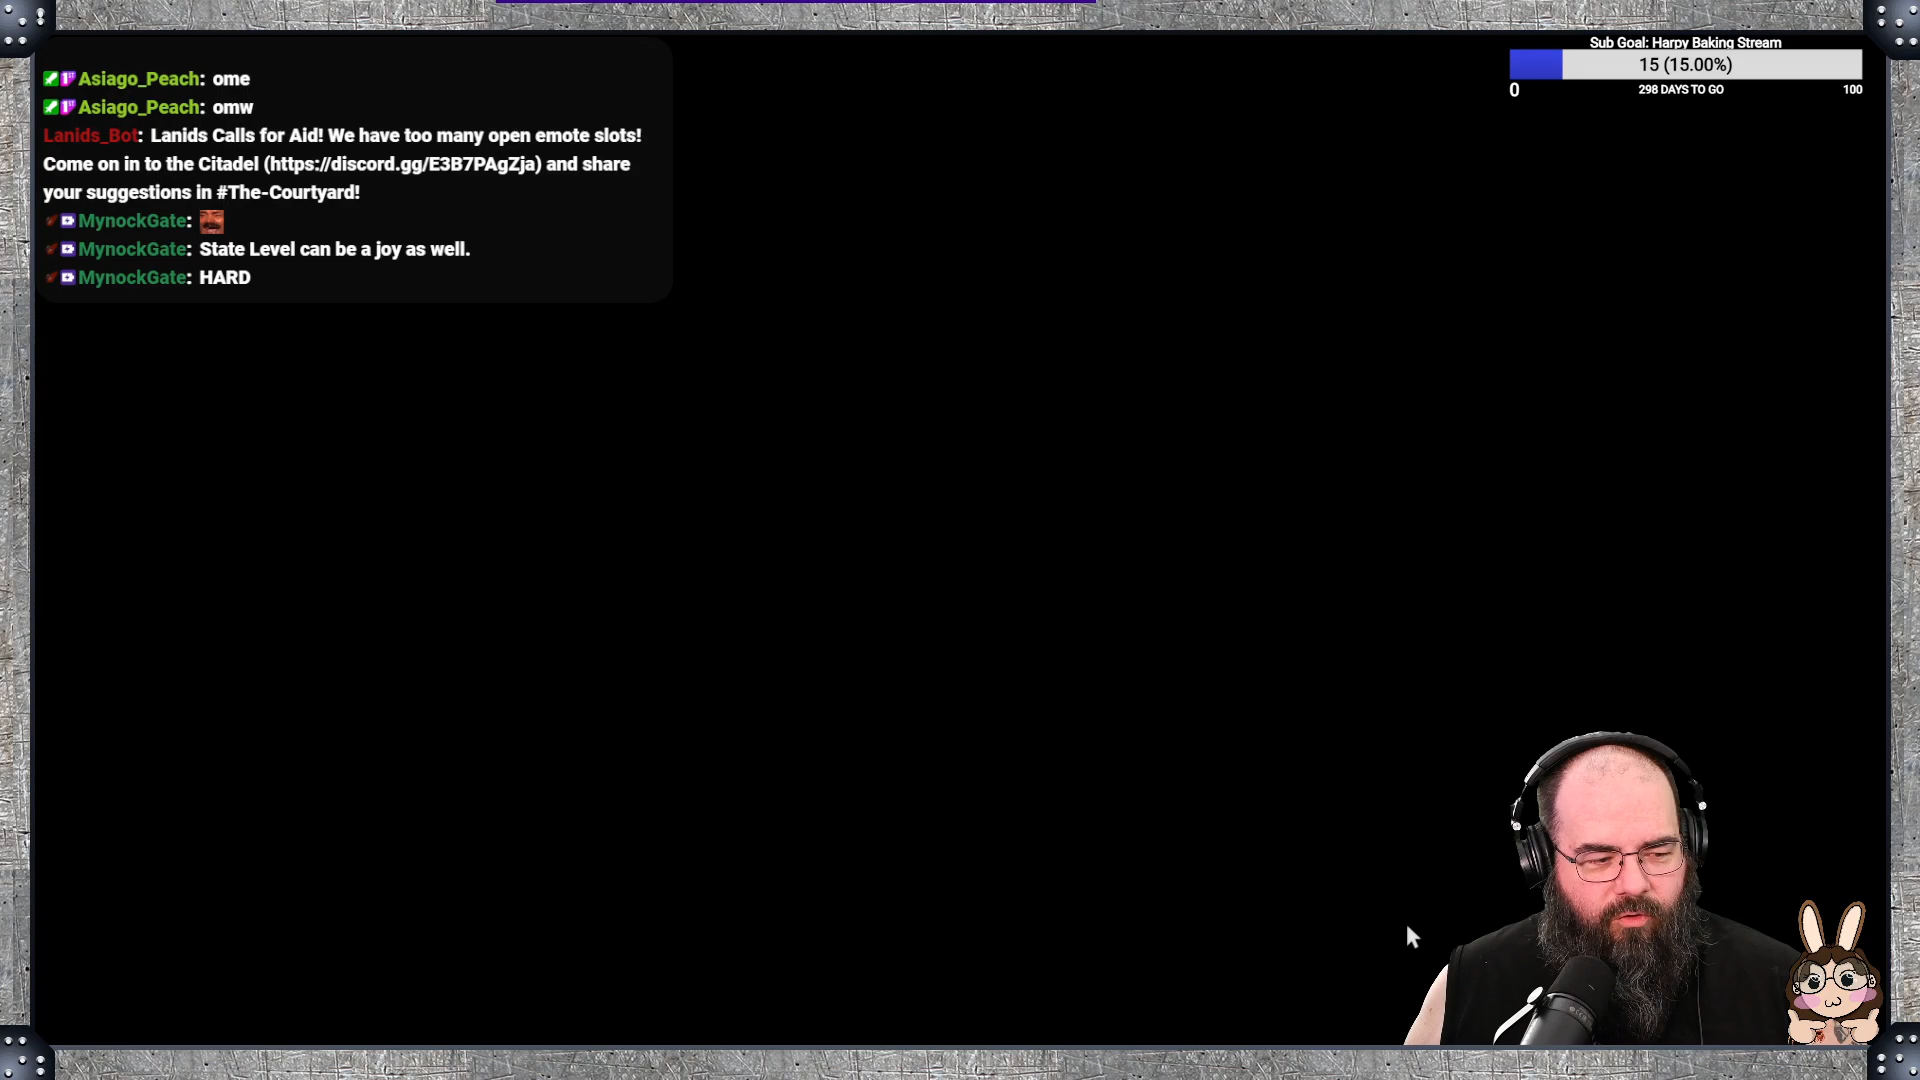 Sub Goal: Harpy Baking Stream
15 (15.00%)
0 298 DAYS TO GO 100
Asiago_Peach: ome
Asiago_Peach: omw
Lanids_Bot: Lanids Calls for Aid! We have too many open emote slots!
Come on in to the Citadel (https://discord.gg/E3B7PAgZja) and share
your suggestions in #The-Courtyard!
MynockGate:
MynockGate: State Level can be a joy as well.
MynockGate: HARD